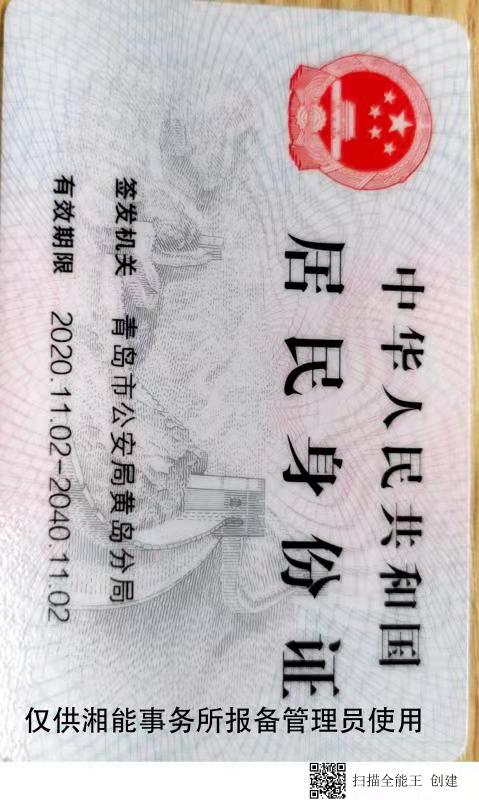 中华人民共和国
居民身份证
签发机关 青岛市公安局黄岛分局
有效期限 2020.11.02-2040.11.02
仅供湘能事务所报备管理员使用
扫描全能王 创建